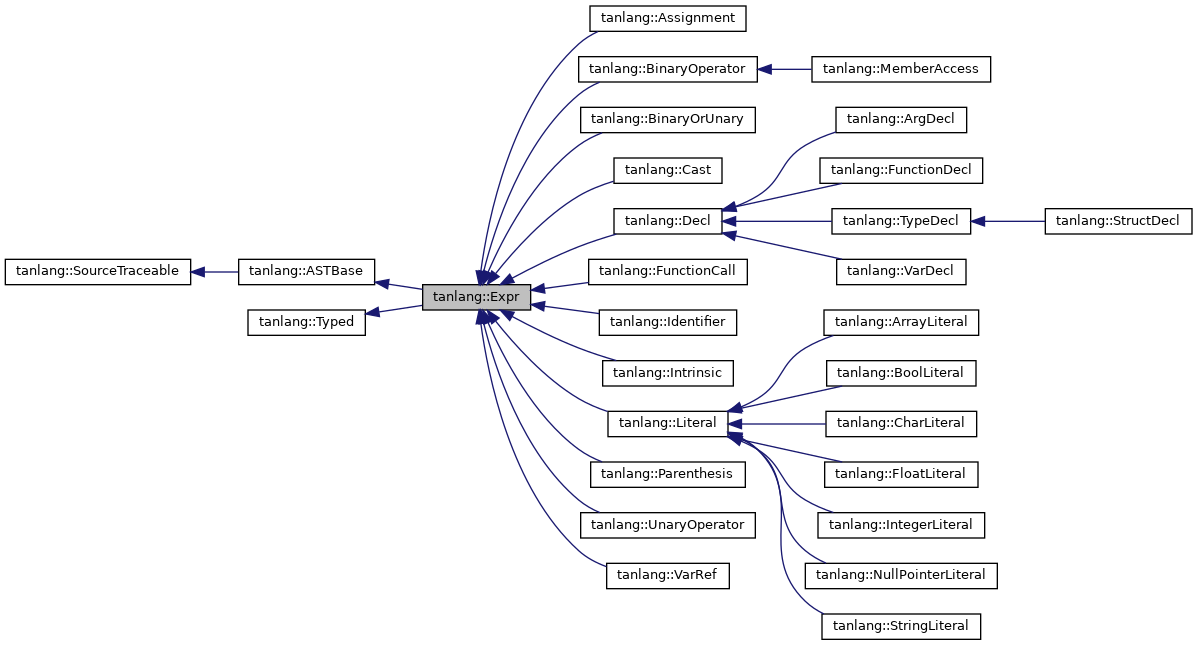 tanlang::Assignment
tanlang::BinaryOperator
tanlang::MemberAccess
tanlang::BinaryOrUnary
tanlang::ArgDecl
tanlang::Cast
tanlang::FunctionDecl
tanlang::Decl
tanlang::TypeDecl
tanlang::StructDecl
tanlang::SourceTraceable
tanlang::ASTBase
tanlang::FunctionCall
tanlang::VarDecl
tanlang::Expr
tanlang::Typed
tanlang::Identifier
tanlang::ArrayLiteral
tanlang::Intrinsic
tanlang::BoolLiteral
tanlang::Literal
tanlang::CharLiteral
tanlang::Parenthesis
tanlang::FloatLiteral
tanlang::UnaryOperator
tanlang::IntegerLiteral
tanlang::VarRef
tanlang::NullPointerLiteral
tanlang::StringLiteral